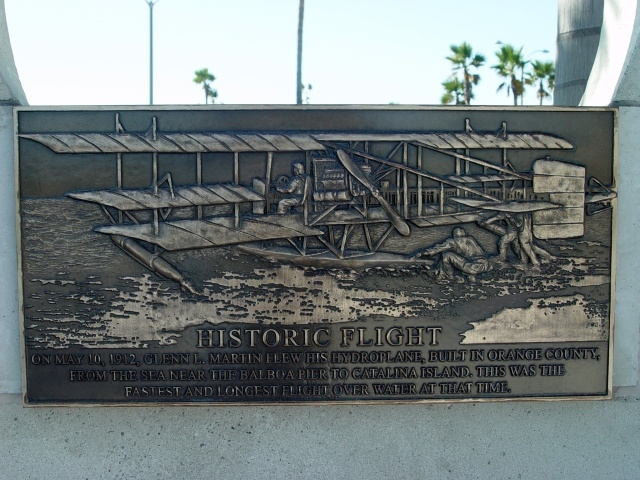 HISTORIC FLIGHT
ON MAY 10, 1912, GLENN L. MARTIN FLEW HIS HYDROPLANE, BUILT IN ORANGE COUNTY,
FROM THE SEA NEAR THE BALBOA PIER TO CATALINA ISLAND. THIS WAS THE
FASTEST AND LONGEST FLIGHT OVER WATER AT THAT TIME.